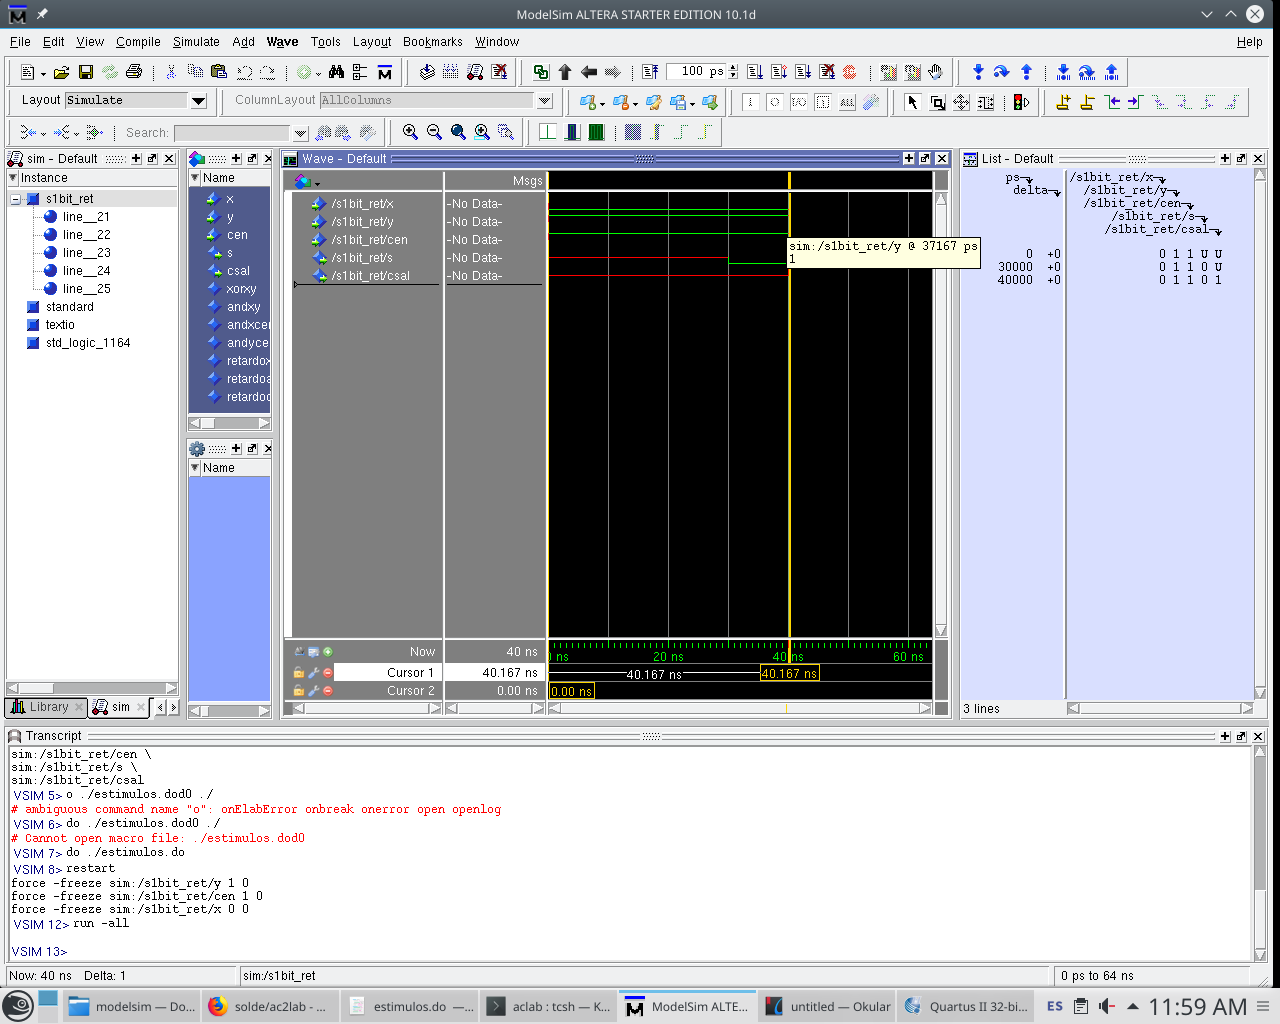 ModelSim ALTERA STARTER EDITION 10.1d
File Edit View Compile Simulate Add Wave Tools Layout Bookmarks Window Help
100 ps
Layout Simulate ColumnLayout AllColumns
Search:
sim - Default
Instance
s1bit_ret
line__21
line__22
line__23
line__24
line__25
standard
textio
std_logic_1164
Library sim
Name
x
y
cen
s
csal
xorxy
andxy
andxcen
andyce
retardox
retardoa
retardoo
Name
Wave - Default
Msgs
/s1bit_ret/x -No Data-
/s1bit_ret/y -No Data-
/s1bit_ret/cen -No Data-
/s1bit_ret/s -No Data-
/s1bit_ret/csal -No Data-
sim:/s1bit_ret/y @ 37167 ps
1
Now 40 ns
ns 20 ns 40 ns 60 ns
Cursor 1 40.167 ns 40.167 ns 40.167 ns
Cursor 2 0.00 ns 0.00 ns
List - Default
ps /s1bit_ret/x
delta /s1bit_ret/y
/s1bit_ret/cen
/s1bit_ret/s
/s1bit_ret/csal
0 +0 0 1 1 U U
30000 +0 0 1 1 0 U
40000 +0 0 1 1 0 1
3 lines
Transcript
sim:/s1bit_ret/cen \
sim:/s1bit_ret/s \
sim:/s1bit_ret/csal
VSIM 5> o ./estimulos.dod0 ./
# ambiguous command name "o": onElabError onbreak onerror open openlog
VSIM 6> do ./estimulos.dod0 ./
# Cannot open macro file: ./estimulos.dod0
VSIM 7> do ./estimulos.do
VSIM 8> restart
force -freeze sim:/s1bit_ret/y 1 0
force -freeze sim:/s1bit_ret/cen 1 0
force -freeze sim:/s1bit_ret/x 0 0
VSIM 12> run -all
VSIM 13>
Now: 40 ns Delta: 1 sim:/s1bit_ret 0 ps to 64 ns
modelsim — Do... solde/ac2lab - ... estimulos.do —... aclab : tcsh — K... ModelSim ALTE... untitled — Okular Quartus II 32-bi... ES 11:59 AM